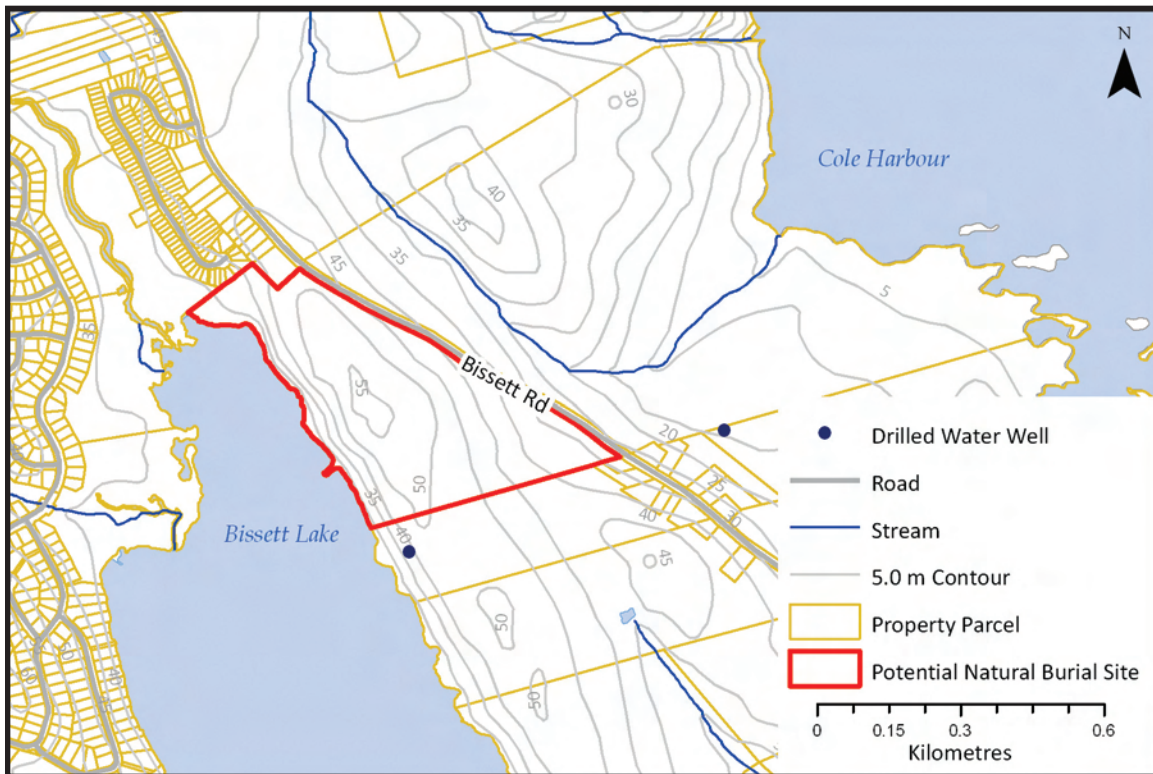 N
30
Cole Harbour
40
35
35
45
5
35
55
Bissett Rd
20
50
25
35
40
30
40
Bissett Lake
45
50
50
40
60
Drilled Water Well
Road
Stream
5.0 m Contour
Property Parcel
Potential Natural Burial Site
0 0.15 0.3 0.6
Kilometres